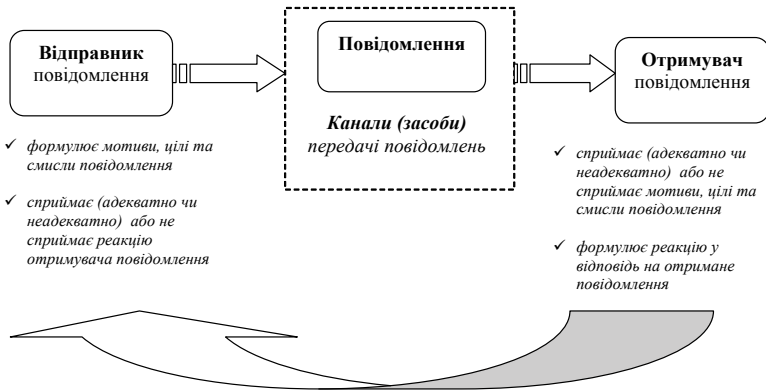 Відправник
повідомлення
Повідомлення
Канали (засоби)
передачі повідомлень
Отримувач
повідомлення
✓ формулює мотиви, цілі та
смисли повідомлення
✓ сприймає (адекватно чи
неадекватно) або не
сприймає реакцію
отримувача повідомлення
✓ сприймає (адекватно чи
неадекватно) або не
сприймає мотиви, цілі та
смисли повідомлення
✓ формулює реакцію у
відповідь на отримане
повідомлення